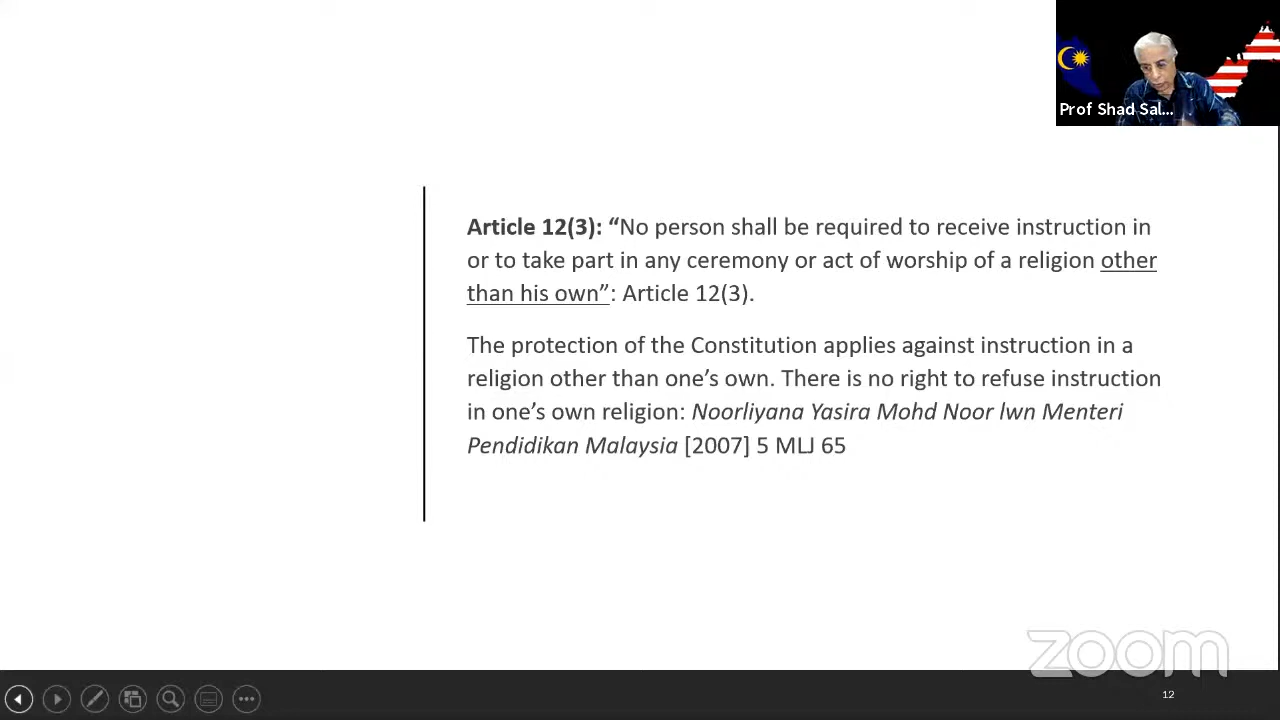 Prof Shad Sal...
Article 12(3): “No person shall be required to receive instruction in
or to take part in any ceremony or act of worship of a religion other
than his own”: Article 12(3).
The protection of the Constitution applies against instruction in a
religion other than one’s own. There is no right to refuse instruction
in one’s own religion: Noorliyana Yasira Mohd Noor lwn Menteri
Pendidikan Malaysia [2007] 5 MLJ 65
zoom
12